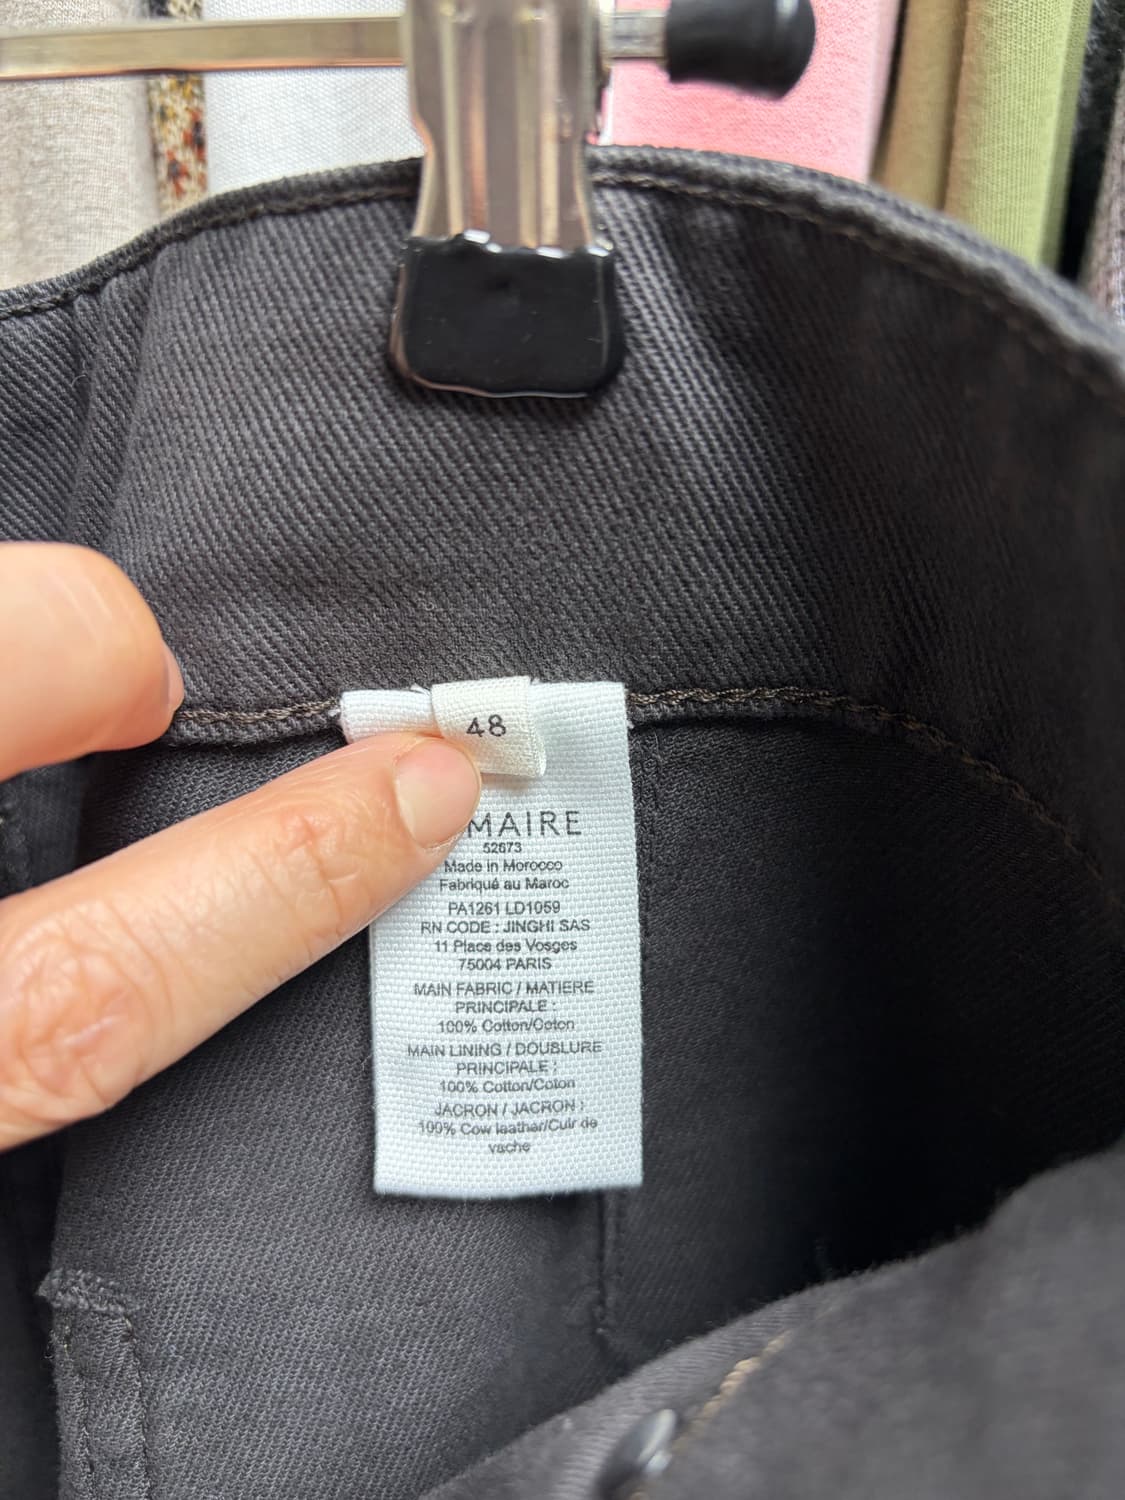 48
MAIRE
52673
Made in Morocco
Fabriqué au Maroc
PA1261 LD1059
RN CODE : JINGHI SAS
11 Place des Vosges
75004 PARIS
MAIN FABRIC / MATIERE
PRINCIPALE :
100% Cotton/Coton
MAIN LINING / DOUBLURE
PRINCIPALE :
100% Cotton/Coton
JACRON / JACRON :
100% Cow leather/Cuir de
vache